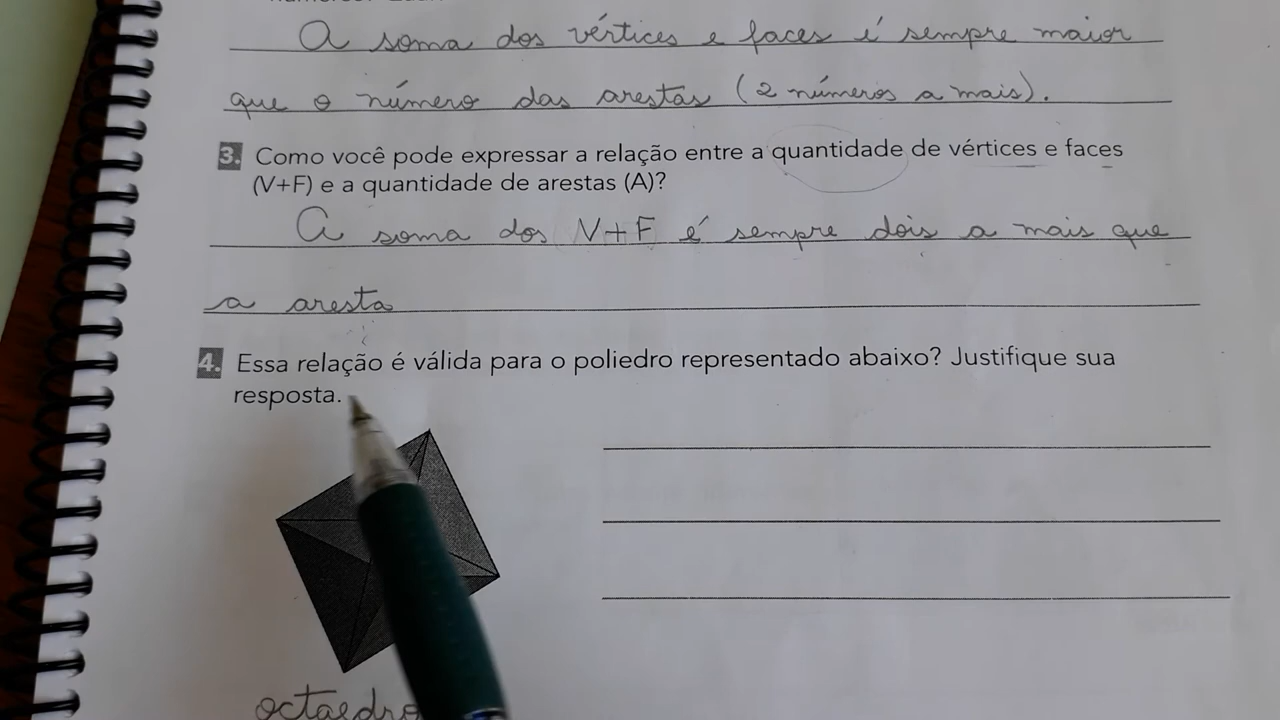 A soma dos vértices e faces é sempre maior
que o número das arestas (2 números a mais).
3. Como você pode expressar a relação entre a quantidade de vértices e faces
(V+F) e a quantidade de arestas (A)?
A soma dos V+F é sempre dois a mais que
a aresta
4. Essa relação é válida para o poliedro representado abaixo? Justifique sua
resposta.
octaedro